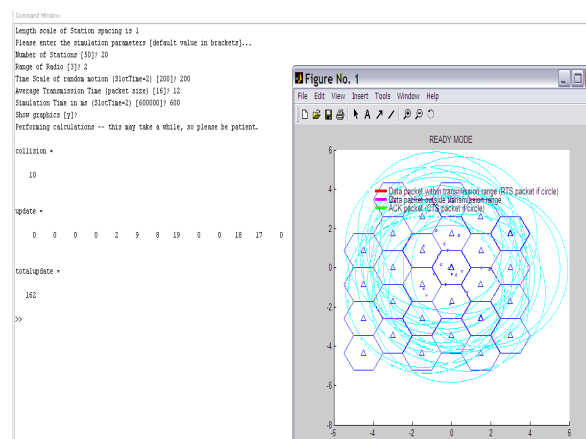 Command Window
Length scale of Station spacing is 1
Please enter the simulation parameters [default value in brackets]...
Number of Stations [50]? 20
Range of Radio [3]? 2
Time Scale of random motion (SlotTime=2) [200]? 200
Average Transmission Time (packet size) [16]? 12
Simulation Time in ms (SlotTime=2) [600000]? 600
Show graphics [y]?
Performing calculations -- this may take a while, so please be patient.
collision =
10
update =
0 0 0 0 2 9 8 19 0 0 18 17 0
totalupdate =
162
>>
Figure No. 1
File Edit View Insert Tools Window Help
READY MODE
Data packet within transmission range (RTS packet if circle)
Data packet outside transmission range
ACK packet (CTS packet if circle)
6
4
2
0
-2
-4
-6
-8
-6 -4 -2 0 2 4 6